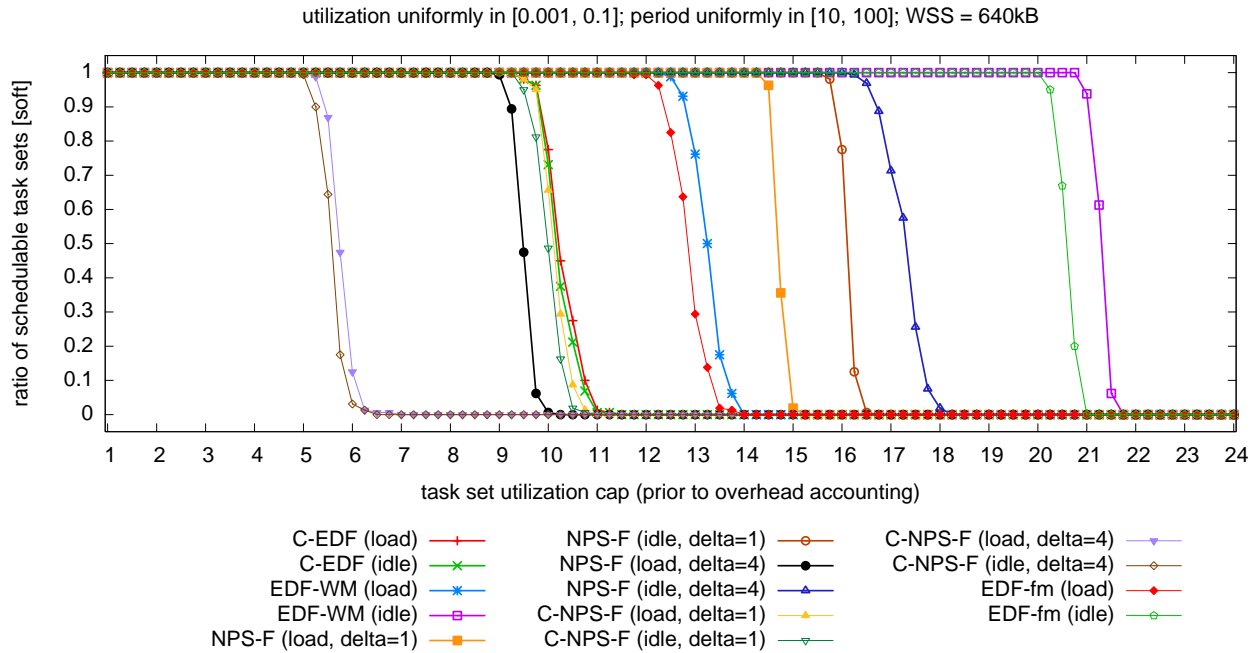 utilization uniformly in [0.001, 0.1]; period uniformly in [10, 100]; WSS = 640kB
ratio of schedulable task sets [soft]
1
0.9
0.8
0.7
0.6
0.5
0.4
0.3
0.2
0.1
0
1 2 3 4 5 6 7 8 9 10 11 12 13 14 15 16 17 18 19 20 21 22 23 24
task set utilization cap (prior to overhead accounting)
C-EDF (load)
C-EDF (idle)
EDF-WM (load)
EDF-WM (idle)
NPS-F (load, delta=1)
NPS-F (idle, delta=1)
NPS-F (load, delta=4)
NPS-F (idle, delta=4)
C-NPS-F (load, delta=1)
C-NPS-F (idle, delta=1)
C-NPS-F (load, delta=4)
C-NPS-F (idle, delta=4)
EDF-fm (load)
EDF-fm (idle)